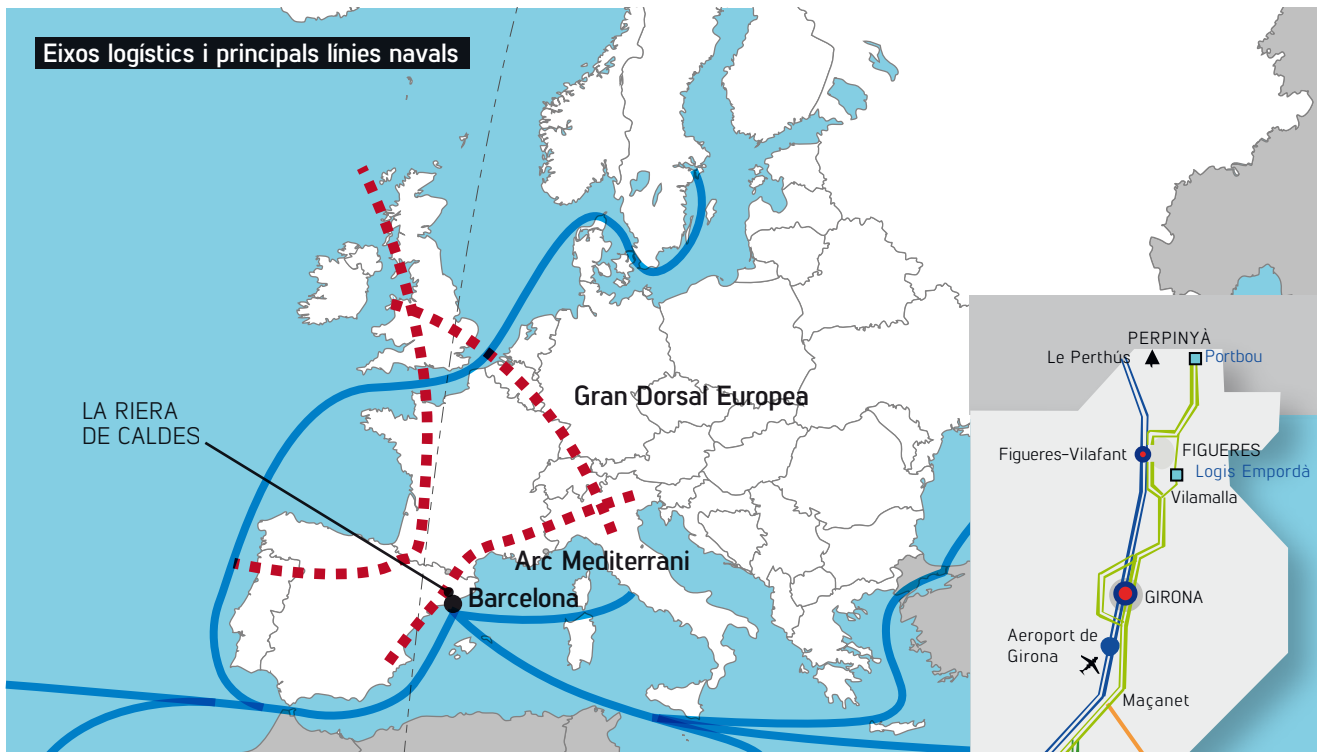 Eixos logístics i principals línies navals
LA RIERA
DE CALDES
Gran Dorsal Europea
Arc Mediterrani
Barcelona
PERPINYÀ
Le Perthús
Portbou
Figueres-Vilafant
FIGUERES
Logis Empordà
Vilamalla
GIRONA
Aeroport de
Girona
Maçanet